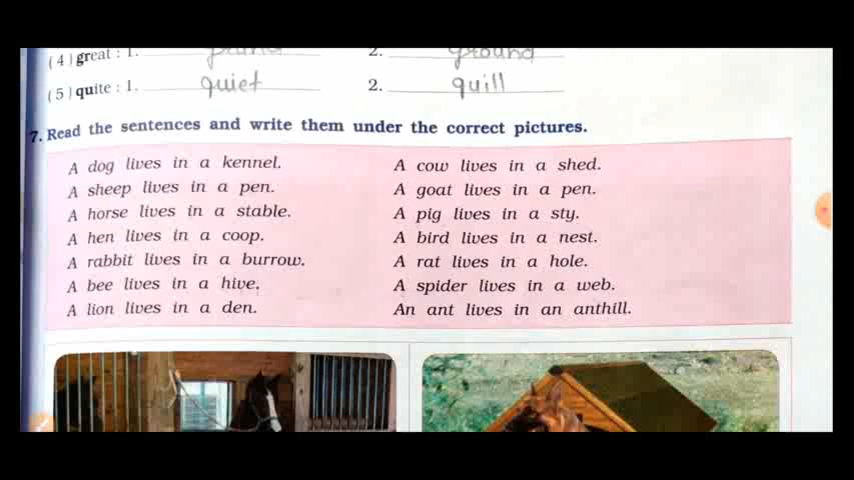 (4) great : 1. 2. ground
(5) quite : 1. quiet 2. quill
7. Read the sentences and write them under the correct pictures.
A dog lives in a kennel.
A sheep lives in a pen.
A horse lives in a stable.
A hen lives in a coop.
A rabbit lives in a burrow.
A bee lives in a hive.
A lion lives in a den.
A cow lives in a shed.
A goat lives in a pen.
A pig lives in a sty.
A bird lives in a nest.
A rat lives in a hole.
A spider lives in a web.
An ant lives in an anthill.